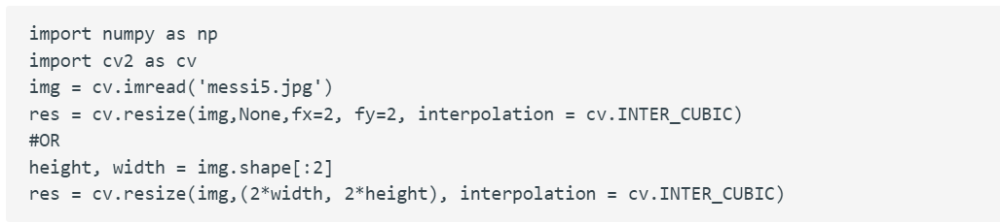 import numpy as np
import cv2 as cv
img = cv.imread('messi5.jpg')
res = cv.resize(img,None,fx=2, fy=2, interpolation = cv.INTER_CUBIC)
#OR
height, width = img.shape[:2]
res = cv.resize(img,(2*width, 2*height), interpolation = cv.INTER_CUBIC)